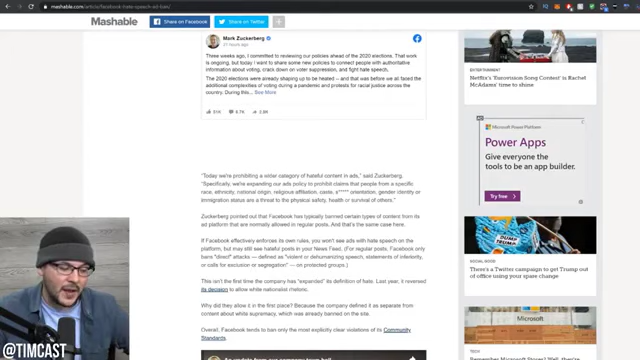 mashable.com/article/facebook-hate-speech-ad-ban/
Mashable
Share on Facebook
Share on Twitter
Mark Zuckerberg
21 hours ago
Three weeks ago, I committed to reviewing our policies ahead of the 2020 elections. That work
is ongoing, but today I want to share some new policies to connect people with authoritative
information about voting, crack down on voter suppression, and fight hate speech.
The 2020 elections were already shaping up to be heated -- and that was before we all faced the
additional complexities of voting during a pandemic and protests for racial justice across the
country. During this... See More
ENTERTAINMENT
Netflix's 'Eurovision Song Contest' is Rachel
McAdams' time to shine
Microsoft Power Platform
Power Apps
Give everyone the
tools to be an app builder.
Try free
"Today we're prohibiting a wider category of hateful content in ads," said Zuckerberg.
"Specifically, we're expanding our ads policy to prohibit claims that people from a specific
race, ethnicity, national origin, religious affiliation, caste, s***** orientation, gender identity or
immigration status are a threat to the physical safety, health or survival of others."
Zuckerberg pointed out that Facebook has typically banned certain types of content from its
ad platform that are normally allowed in regular posts. And that's the same case here.
If Facebook effectively enforces its own rules, you won't see ads with hate speech on the
platform, but may still see hateful posts in your News Feed. (For regular posts, Facebook only
bans "direct" attacks — defined as "violent or dehumanizing speech, statements of inferiority,
or calls for exclusion or segregation" — on protected groups.)
DUMP
TRUMP
SOCIAL GOOD
There's a Twitter campaign to get Trump out
of office using your spare change
This isn't the first time the company has "expanded" its definition of hate. Last year, it reversed
its decision to allow white nationalist rhetoric.
Why did they allow it in the first place? Because the company defined it as separate from
content about white supremacy, which was already banned on the site.
Overall, Facebook tends to ban only the most explicitly clear violations of its Community
Standards.
Microsoft
TECH
An update from our company town hall
@TIMCAST